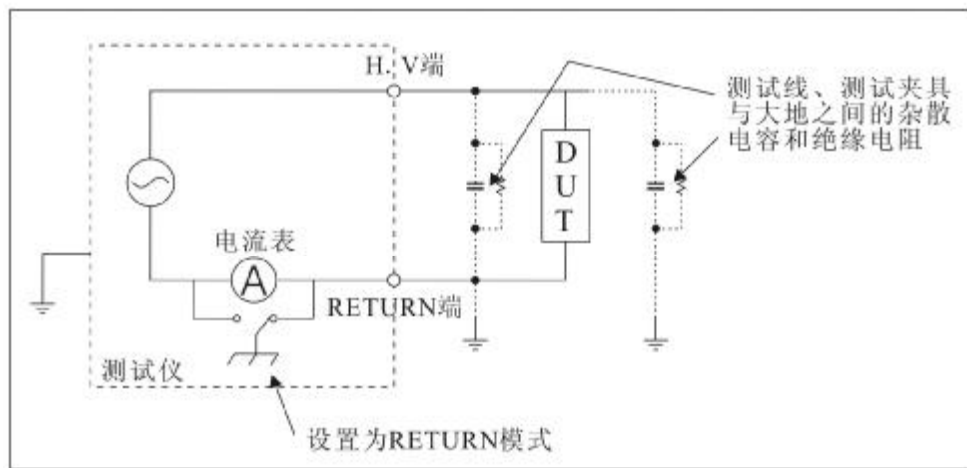 H. V端
测试线、测试夹具
与大地之间的杂散
电容和绝缘电阻
DUT
电流表
A
RETURN端
测试仪
设置为RETURN模式